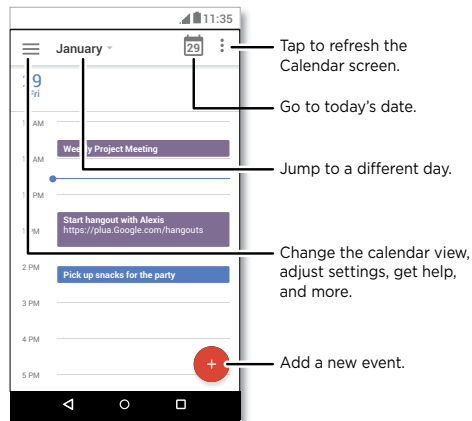 11:35
January
29
Tap to refresh the
Calendar screen.
Fri
Go to today's date.
AM
Weekly Project Meeting
AM
Jump to a different day.
PM
Start hangout with Alexis
https://plua.Google.com/hangouts
PM
Change the calendar view,
adjust settings, get help,
and more.
2 PM
Pick up snacks for the party
3 PM
4 PM
Add a new event.
5 PM